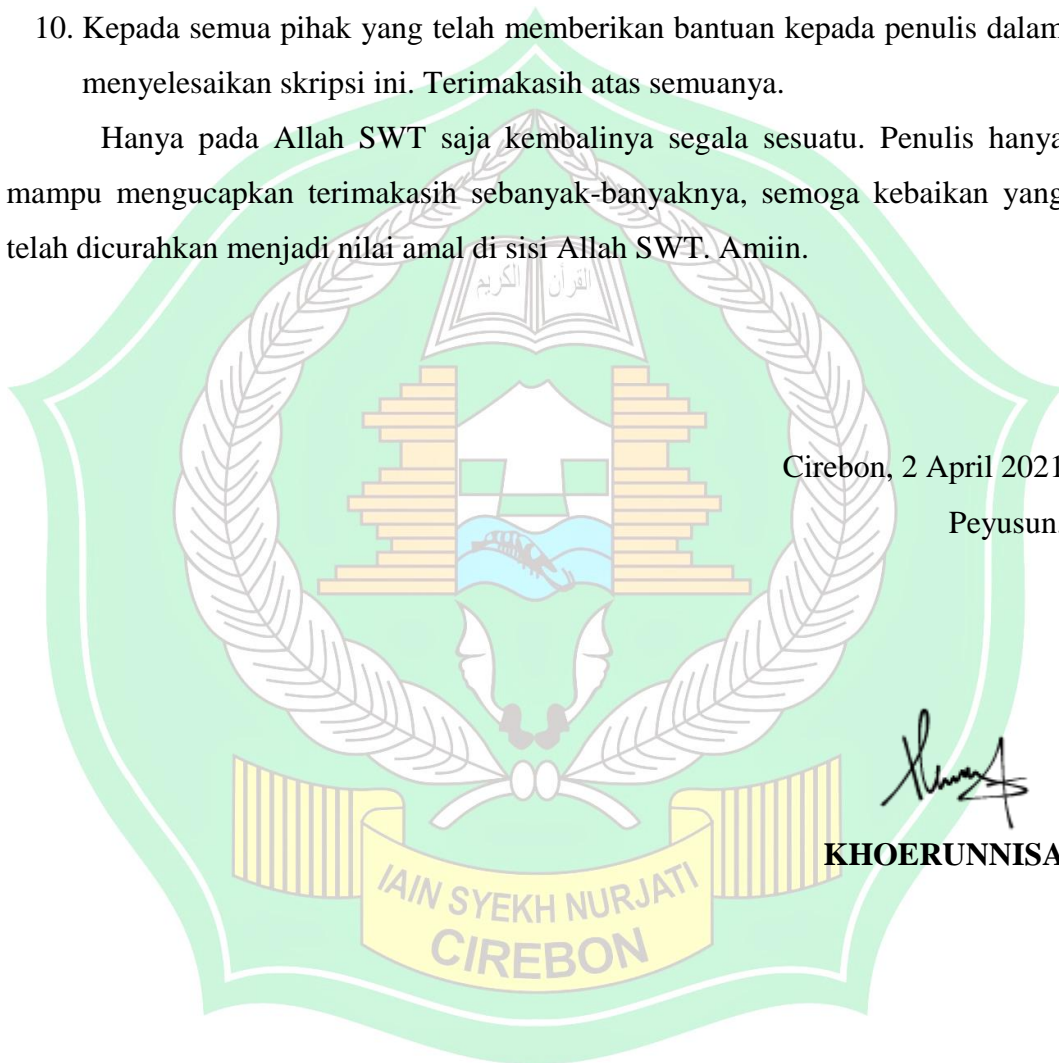 10. Kepada semua pihak yang telah memberikan bantuan kepada penulis dalam
menyelesaikan skripsi ini. Terimakasih atas semuanya.
Hanya pada Allah SWT saja kembalinya segala sesuatu. Penulis hanya
mampu mengucapkan terimakasih sebanyak-banyaknya, semoga kebaikan yang
telah dicurahkan menjadi nilai amal di sisi Allah SWT. Amiin.
القرآن الكريم
Cirebon, 2 April 2021
Peyusun.
KHOERUNNISA
IAIN SYEKH NURJATI
CIREBON